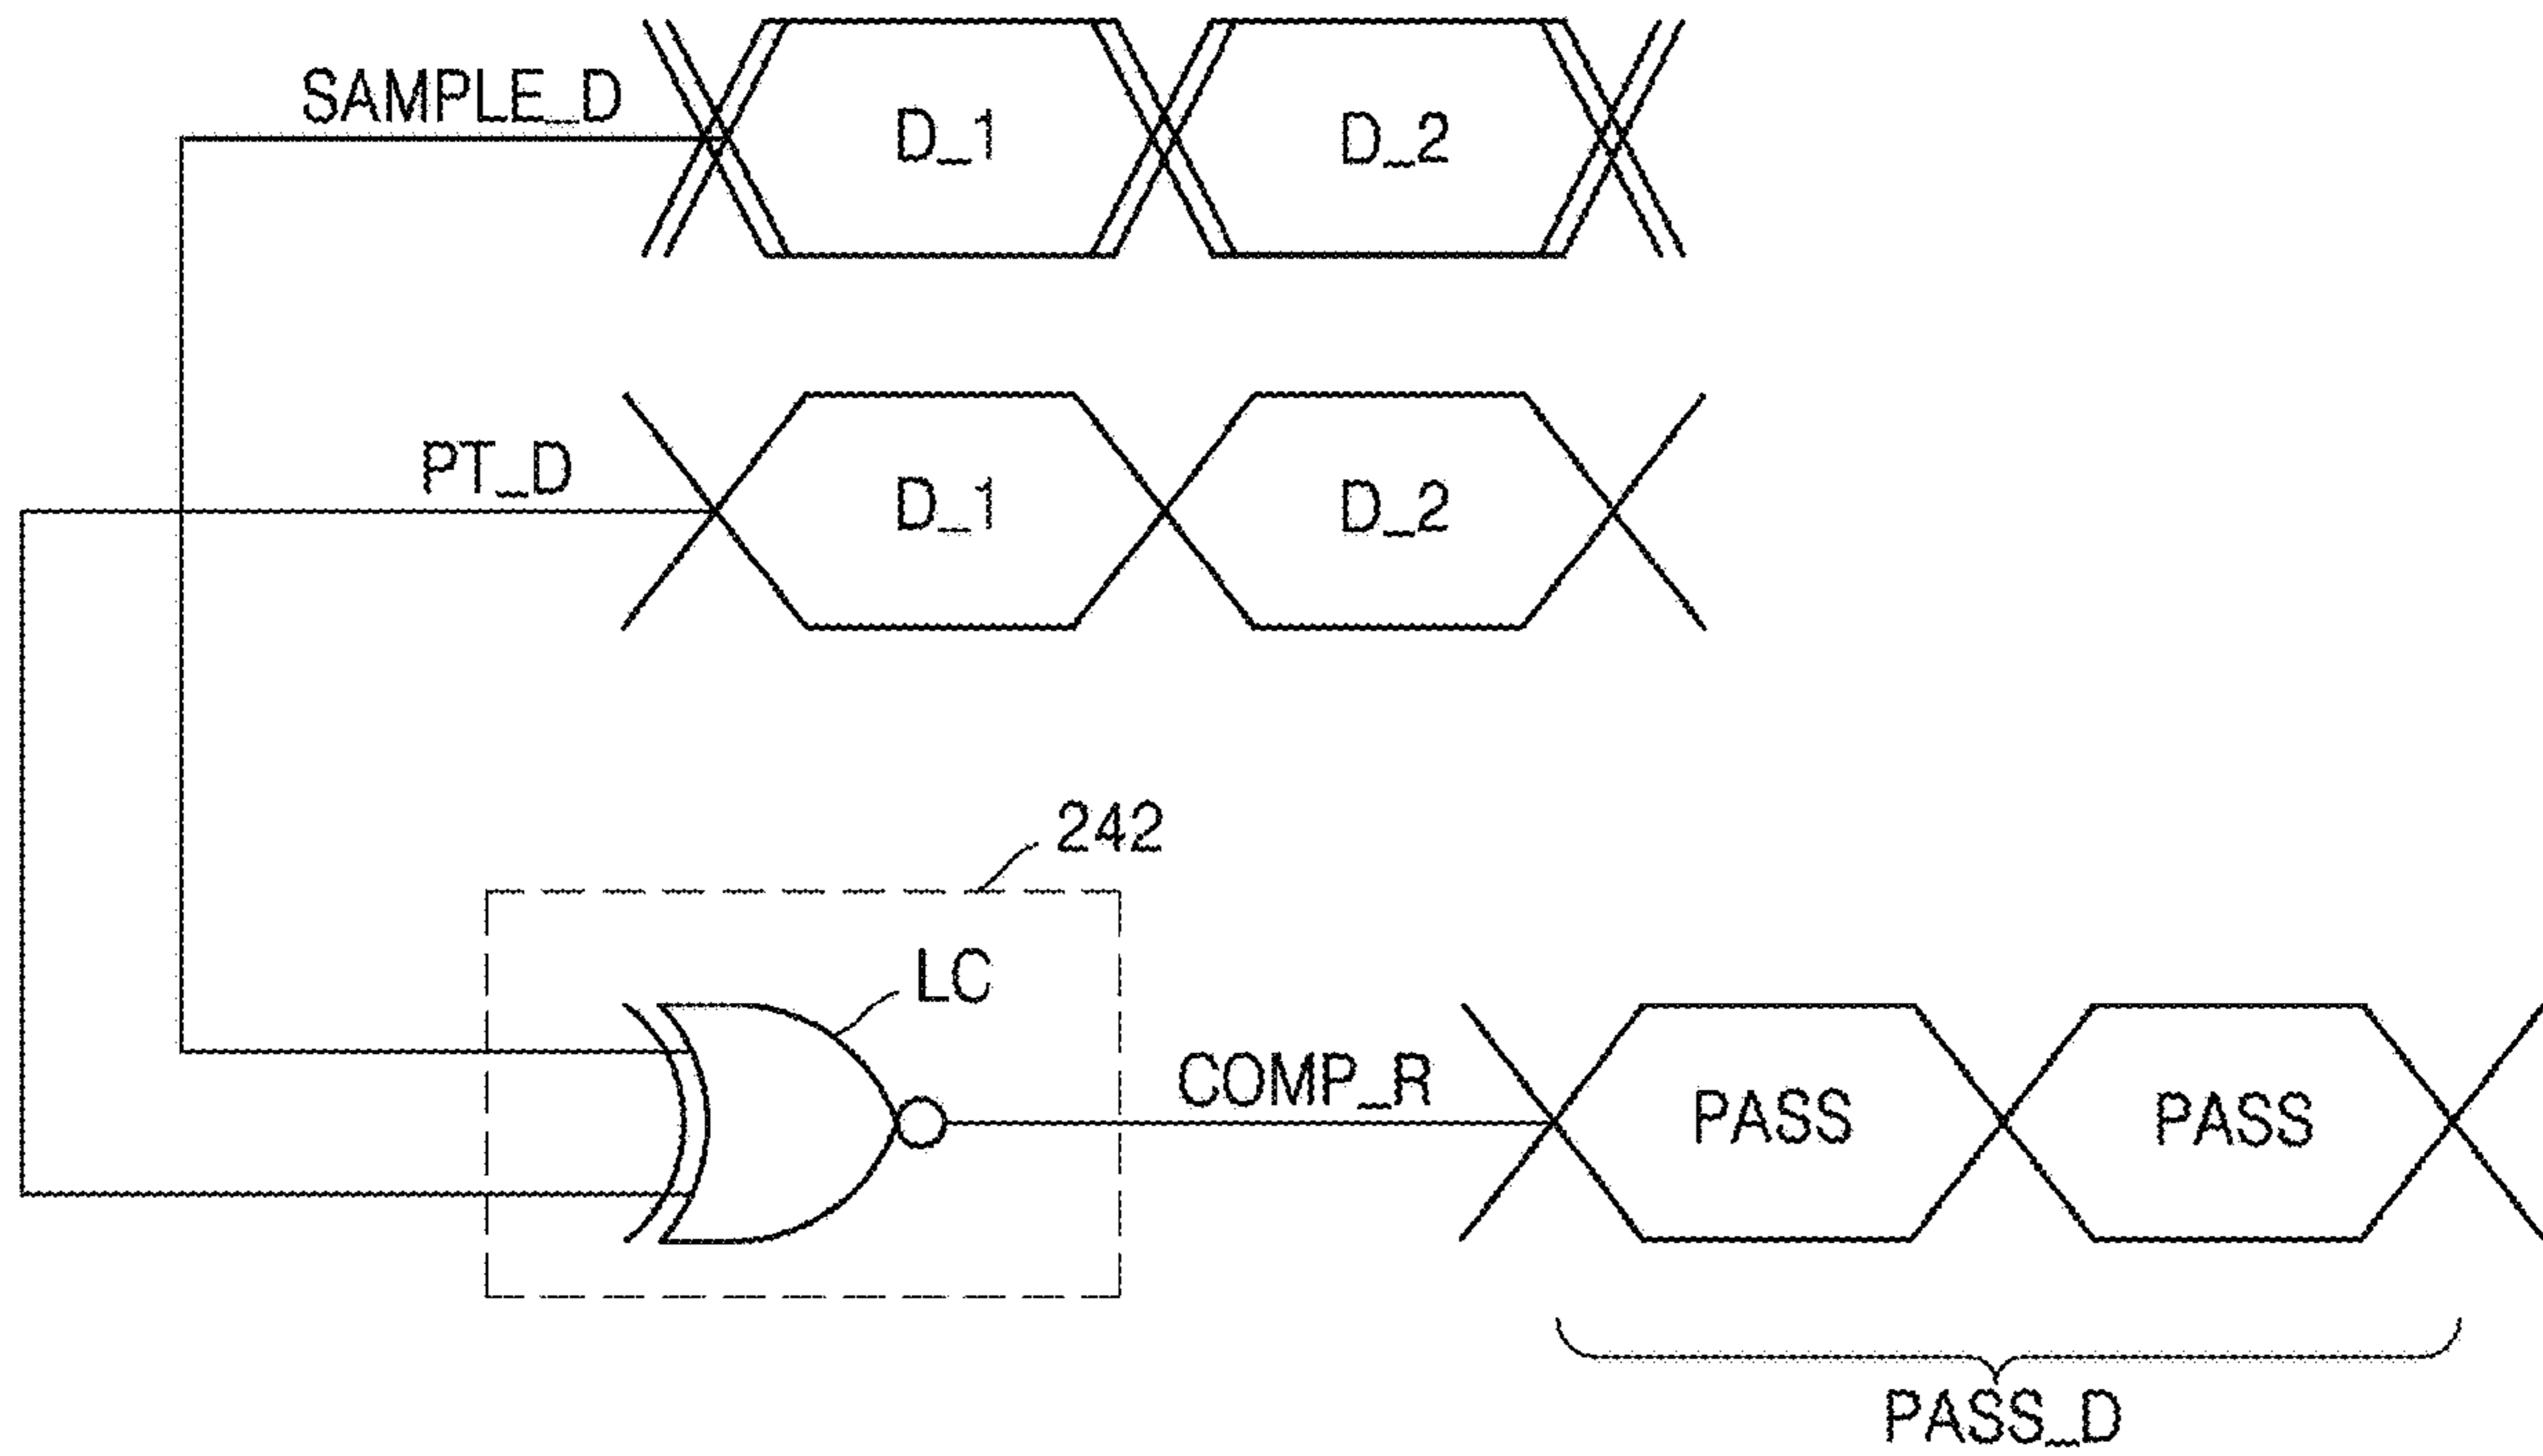 SAMPLE_D
D_1
D_2
PT_D
D_1
D_2
242
LC
COMP_R
PASS
PASS
PASS_D